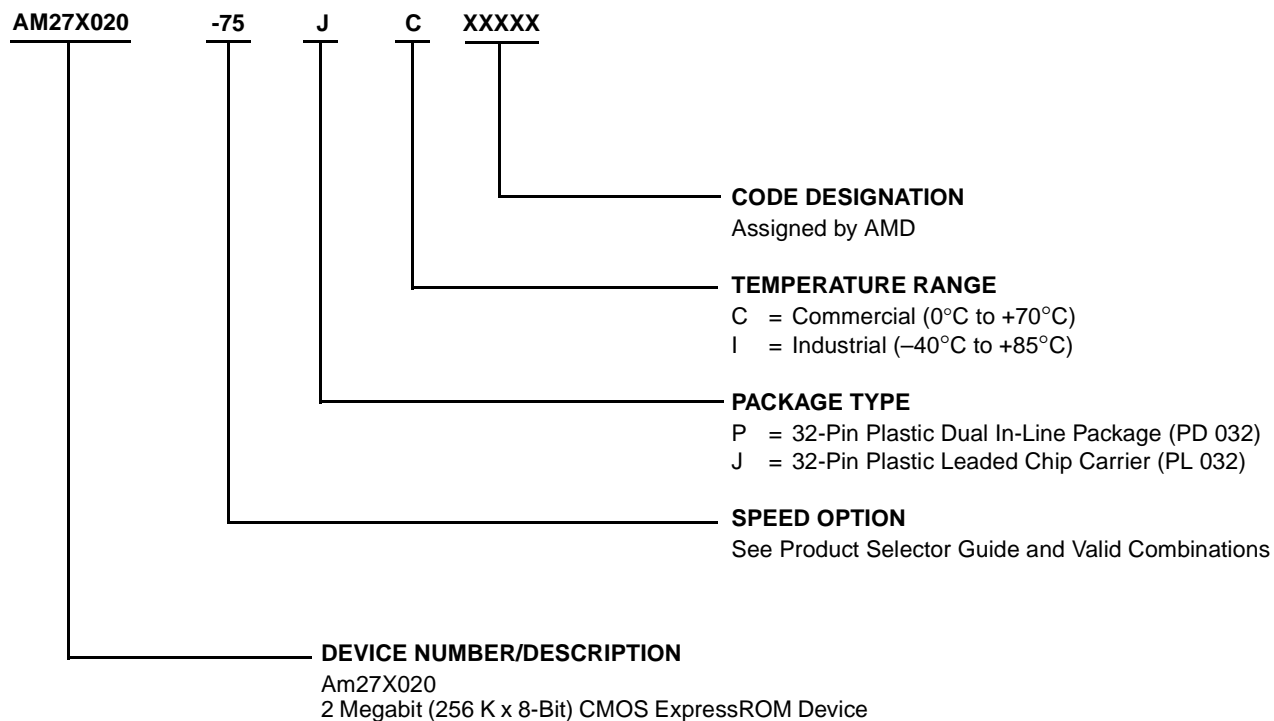 AM27X020 -75 J C XXXXX
CODE DESIGNATION
Assigned by AMD
TEMPERATURE RANGE
C = Commercial (0°C to +70°C)
I = Industrial (–40°C to +85°C)
PACKAGE TYPE
P = 32-Pin Plastic Dual In-Line Package (PD 032)
J = 32-Pin Plastic Leaded Chip Carrier (PL 032)
SPEED OPTION
See Product Selector Guide and Valid Combinations
DEVICE NUMBER/DESCRIPTION
Am27X020
2 Megabit (256 K x 8-Bit) CMOS ExpressROM Device